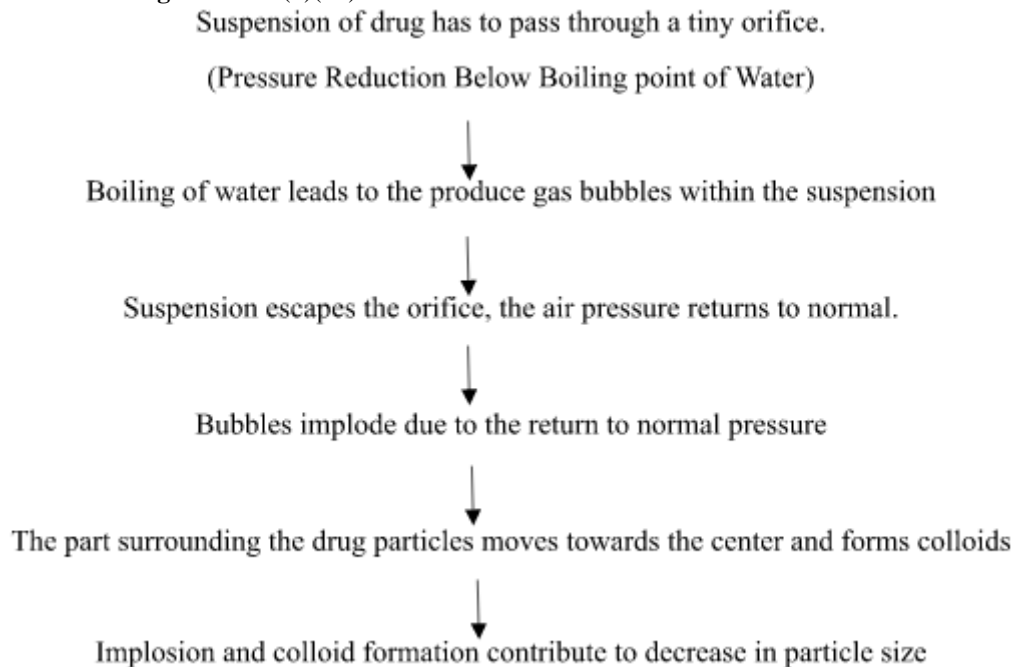 Suspension of drug has to pass through a tiny orifice.
(Pressure Reduction Below Boiling point of Water)
Boiling of water leads to the produce gas bubbles within the suspension
Suspension escapes the orifice, the air pressure returns to normal.
Bubbles implode due to the return to normal pressure
The part surrounding the drug particles moves towards the center and forms colloids
Implosion and colloid formation contribute to decrease in particle size